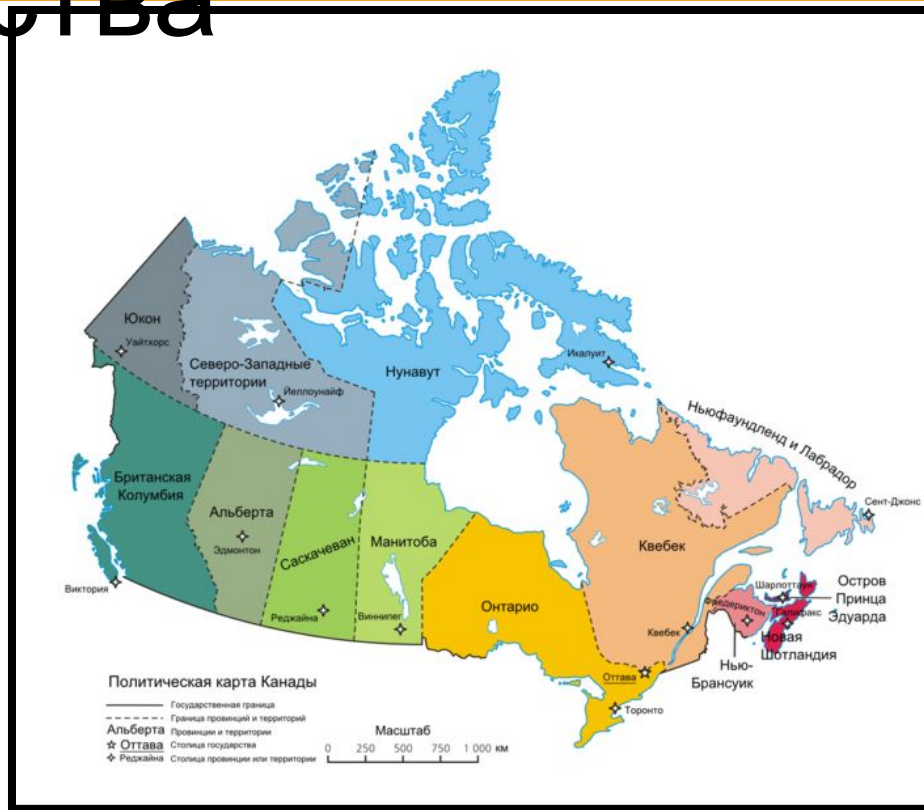 ства
Юкон
Уайтхорс
Северо-Западные
территории
Йеллоунайф
Нунавут
Икалуит
Ньюфаундленд и Лабрадор
Сент-Джонс
Британская
Колумбия
Виктория
Альберта
Эдмонтон
Саскачеван
Реджайна
Манитоба
Виннипег
Онтарио
Оттава
Торонто
Квебек
Квебек
Шарлоттаун
Остров
Принца
Эдуарда
Фредериктон
Галифакс
Новая
Шотландия
Нью-
Брансуик
Политическая карта Канады
Государственная граница
Граница провинций и территорий
Альберта Провинции и территории
Оттава Столица государства
Реджайна Столица провинции или территории
Масштаб
0 250 500 750 1 000 км